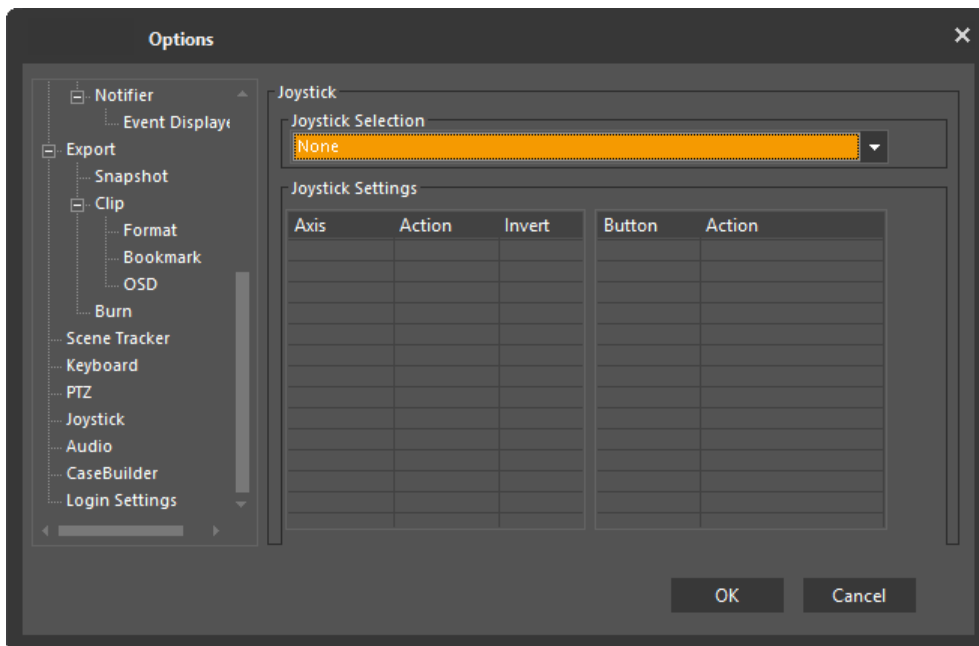 Options
Notifier
Event Displaye
Export
Snapshot
Clip
Format
Bookmark
OSD
Burn
Scene Tracker
Keyboard
PTZ
Joystick
Audio
CaseBuilder
Login Settings
Joystick
Joystick Selection
None
Joystick Settings
Axis Action Invert Button Action
OK Cancel